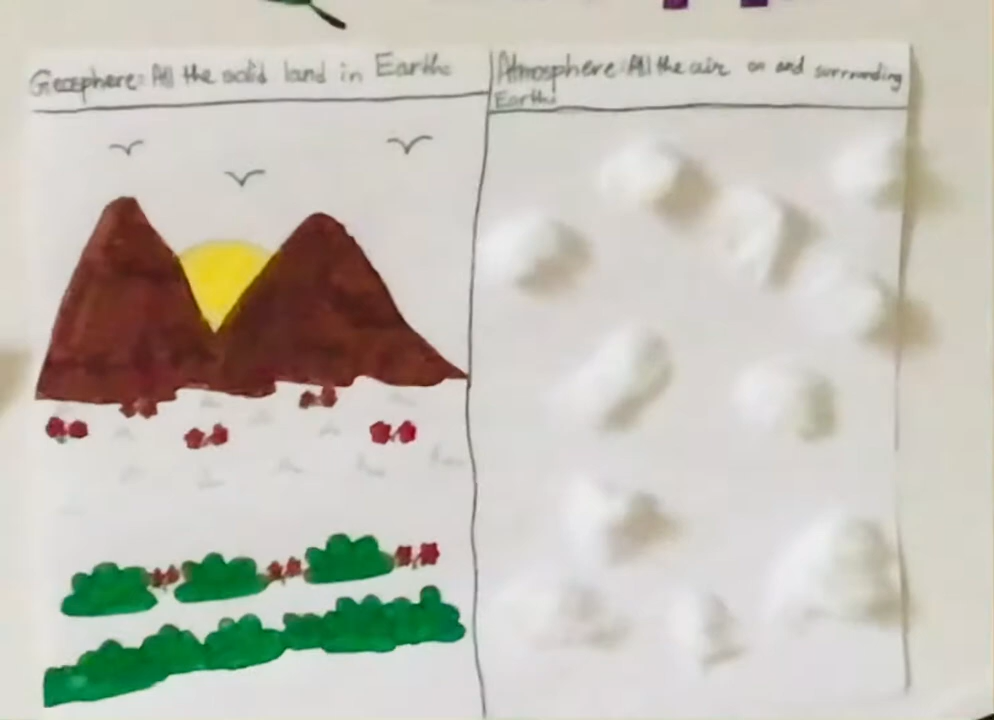 Geosphere: All the solid land in Earth.
Atmosphere: All the air on and surrounding
Earth.